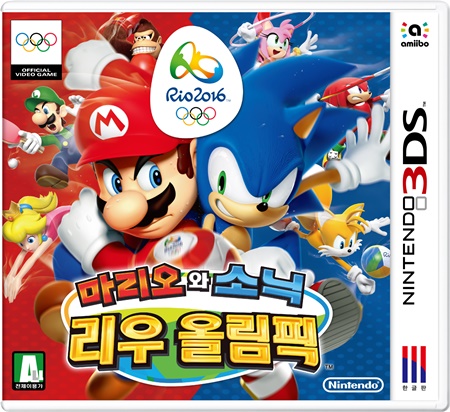 OFFICIAL
VIDEO GAME
Rio2016
amiibo
M
NINTENDO 3DS
마리오와 소닉
리우 올림픽
TM
전체이용가
Nintendo
한글판